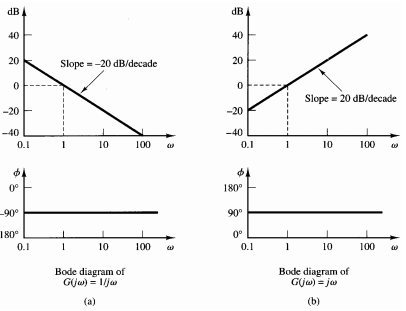 dB
40
20
0
−20
−40
Slope = −20 dB/decade
0.1
1
10
100
ω
ϕ
0°
−90°
180°
0.1
1
10
100
ω
Bode diagram of
G(jω) = 1/jω
(a)
dB
40
20
0
−20
−40
Slope = 20 dB/decade
0.1
1
10
100
ω
ϕ
180°
90°
0°
0.1
1
10
100
ω
Bode diagram of
G(jω) = jω
(b)